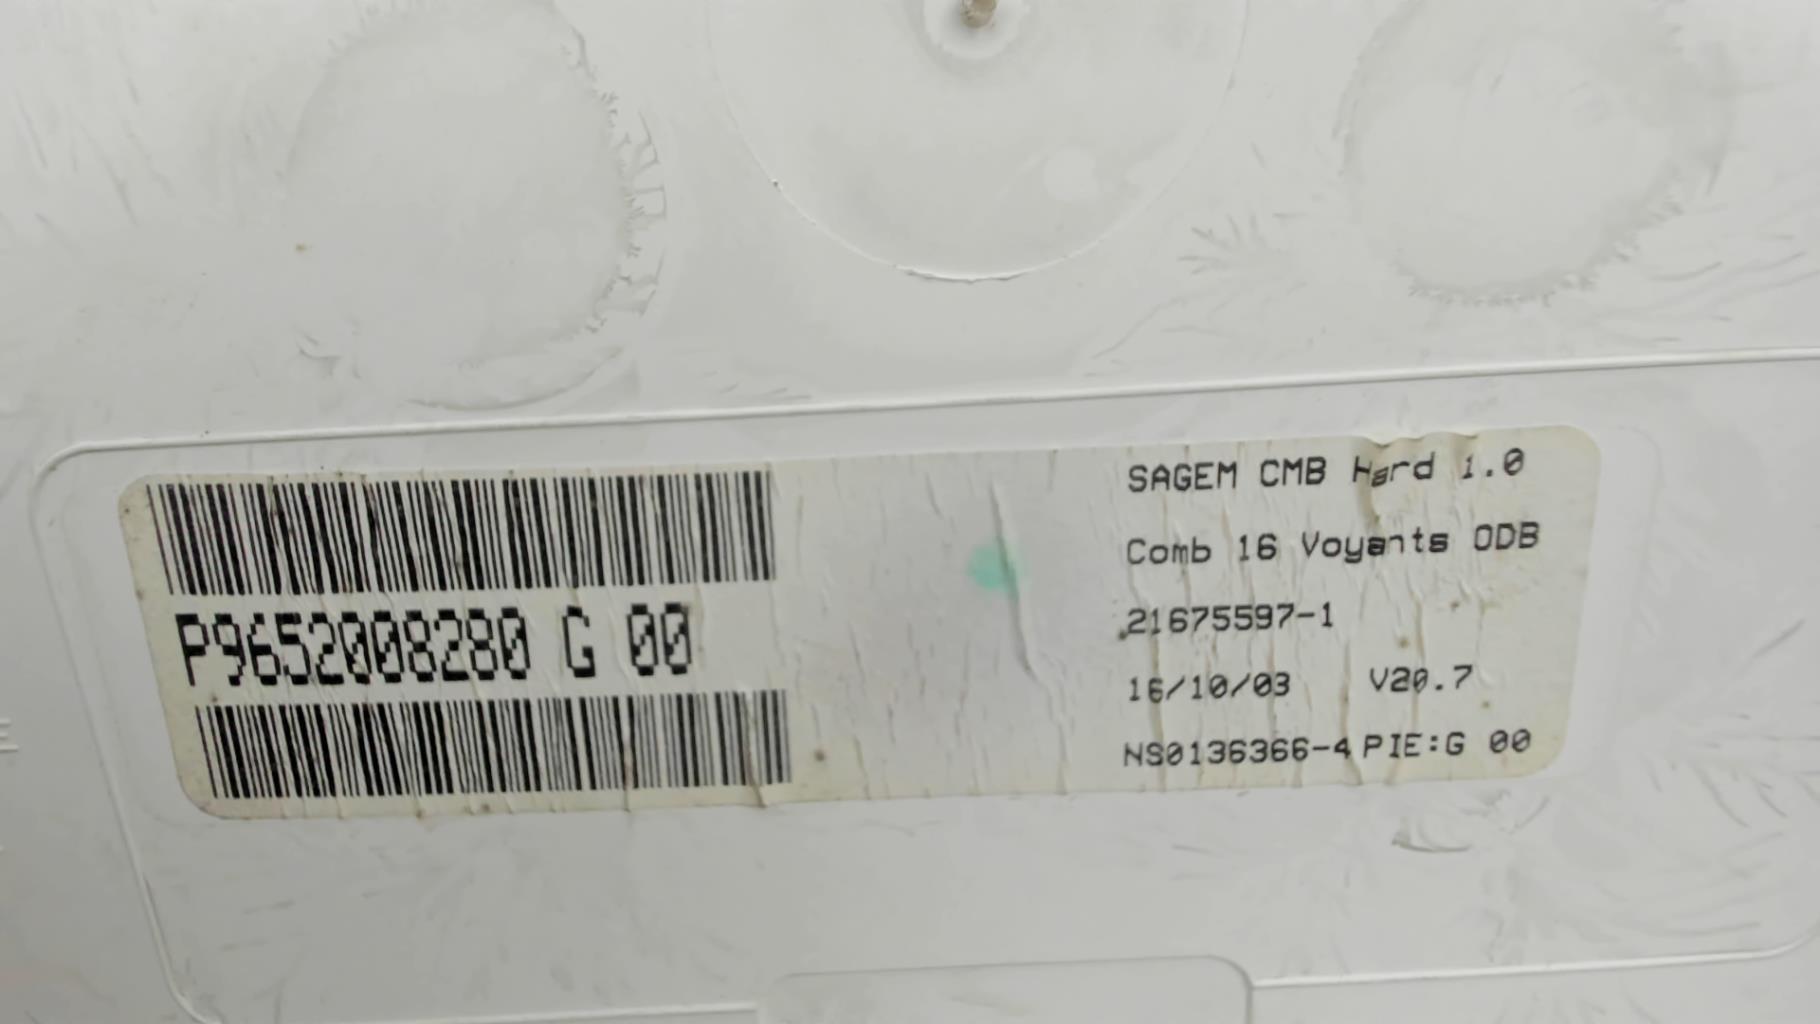 P9652008280 G 00
SAGEM CMB Hard 1.0
Comb 16 Voyants ODB
21675597-1
16/10/03 V20.7
NS0136366-4 PIE:G 00